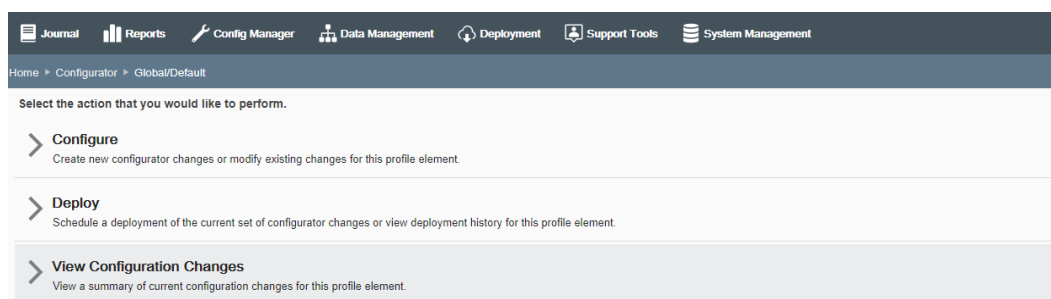 Journal Reports Config Manager Data Management Deployment Support Tools System Management
Home Configurator Global/Default
Select the action that you would like to perform.
Configure
Create new configurator changes or modify existing changes for this profile element.
Deploy
Schedule a deployment of the current set of configurator changes or view deployment history for this profile element.
View Configuration Changes
View a summary of current configuration changes for this profile element.